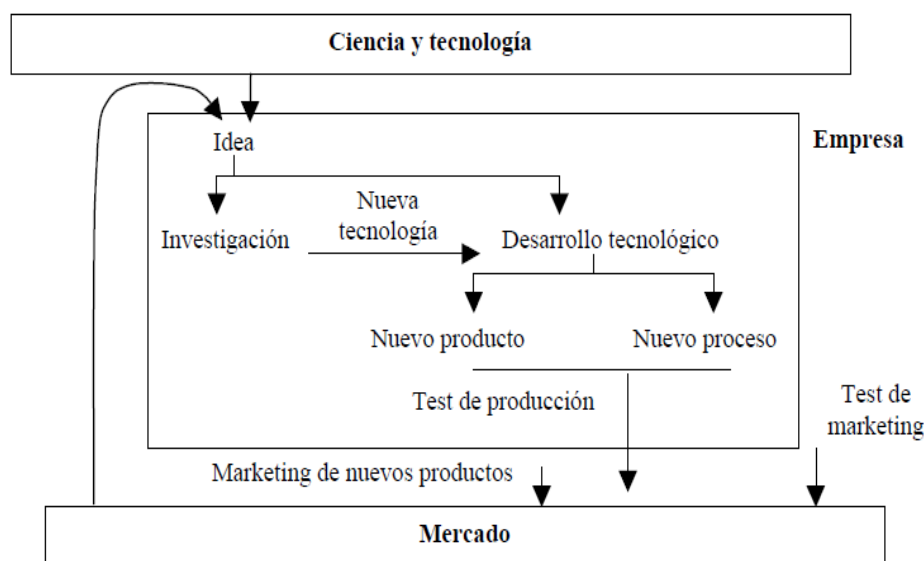 Ciencia y tecnología
Idea
Empresa
Nueva
tecnología
Investigación
Desarrollo tecnológico
Nuevo producto
Nuevo proceso
Test de producción
Test de
marketing
Marketing de nuevos productos
Mercado